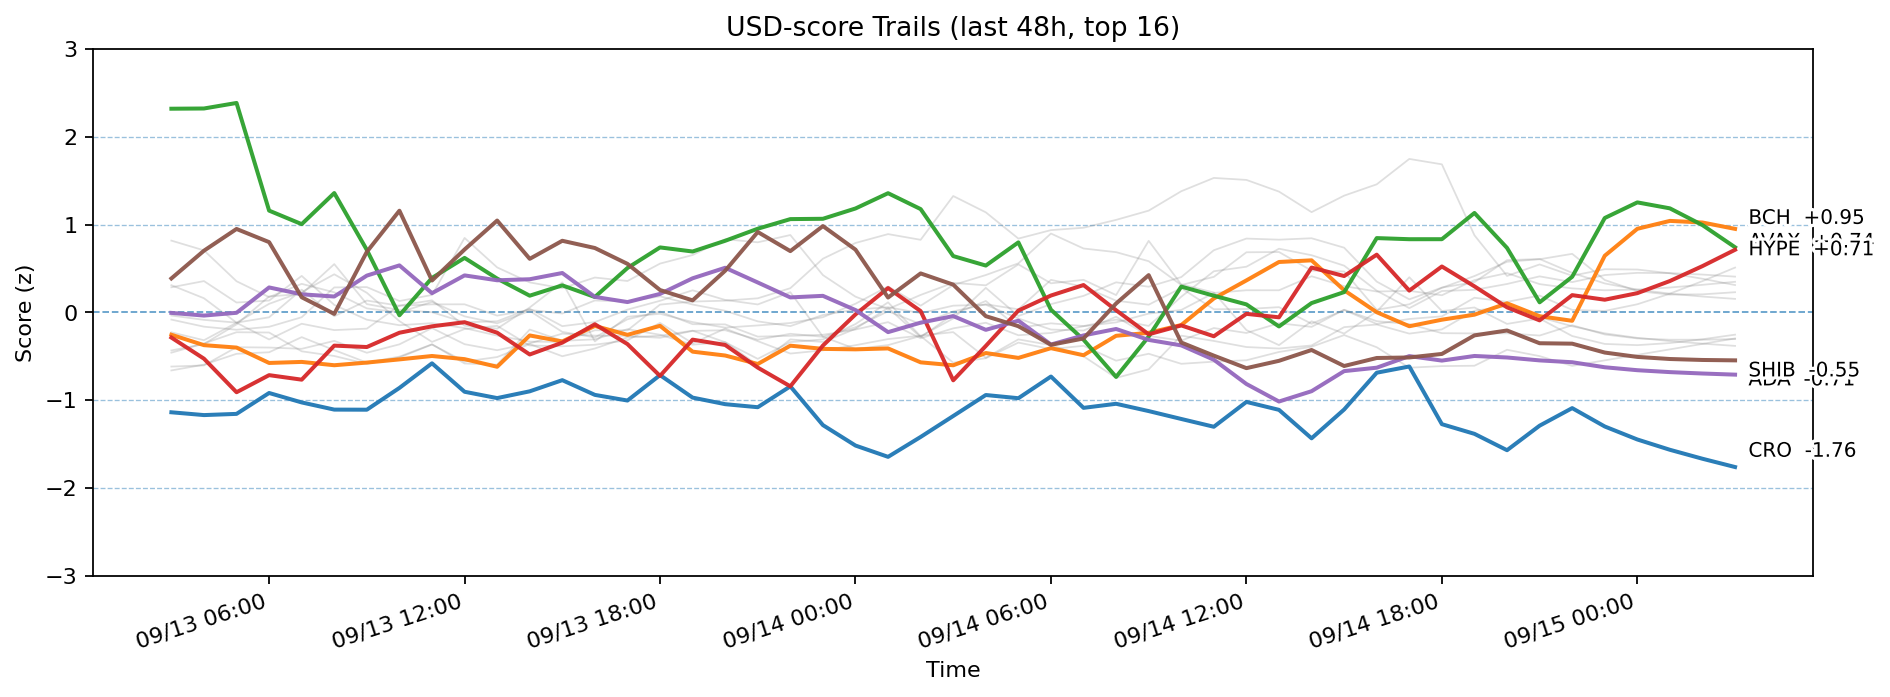 USD-score Trails (last 48h, top 16)
Score (z)
3
2
1
0
−1
−2
−3
BCH +0.95
HYPE +0.71
SHIB -0.55
ADA -0.71
CRO -1.76
09/13 06:00
09/13 12:00
09/13 18:00
09/14 00:00
09/14 06:00
09/14 12:00
09/14 18:00
09/15 00:00
Time